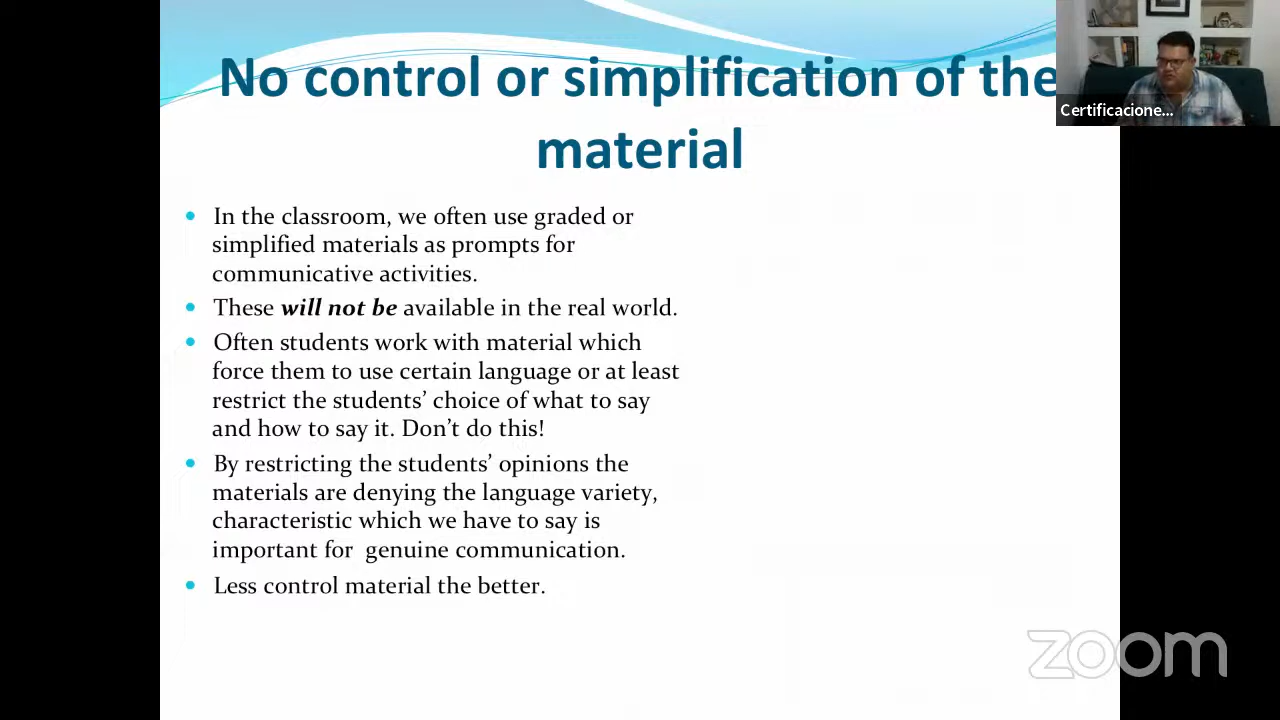 No control or simplification of the
material
Certificacione...
In the classroom, we often use graded or
simplified materials as prompts for
communicative activities.
These will not be available in the real world.
Often students work with material which
force them to use certain language or at least
restrict the students’ choice of what to say
and how to say it. Don’t do this!
By restricting the students’ opinions the
materials are denying the language variety,
characteristic which we have to say is
important for genuine communication.
Less control material the better.
zoom